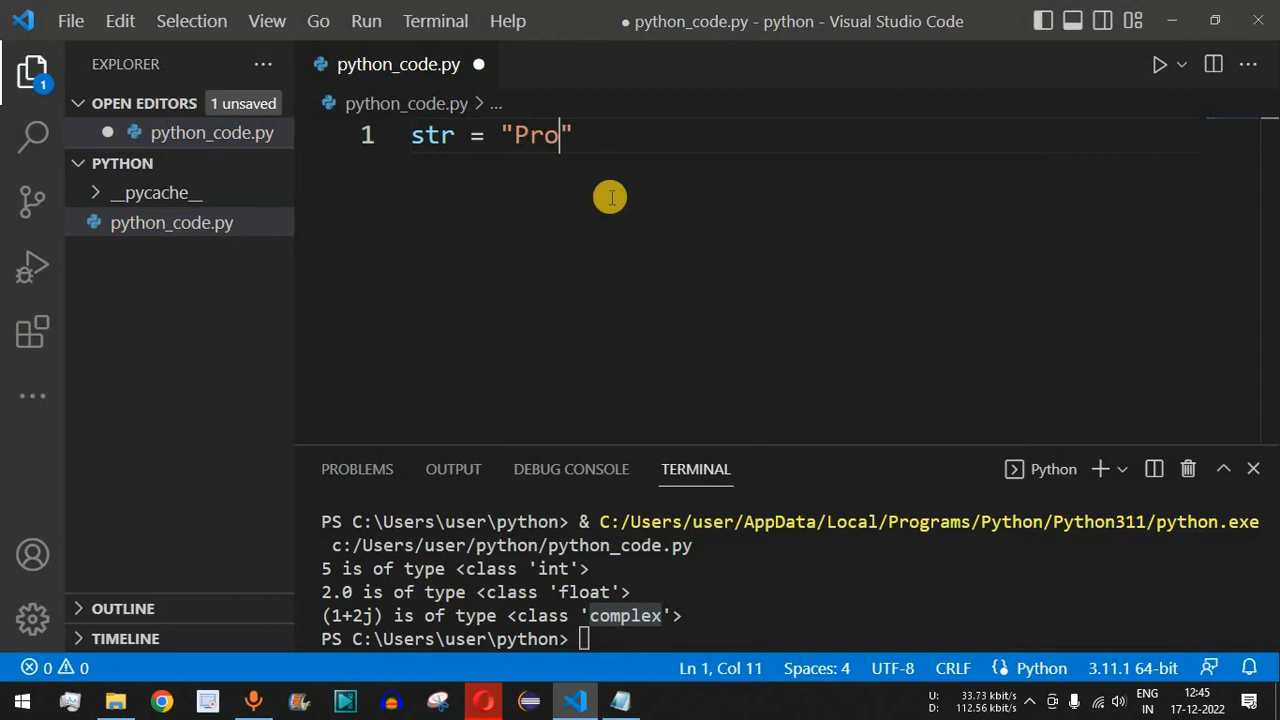 File Edit Selection View Go Run Terminal Help ● python_code.py - python - Visual Studio Code
EXPLORER ...
python_code.py ●
OPEN EDITORS 1 unsaved
python_code.py > ...
● python_code.py
1 str = "Pro"
PYTHON
__pycache__
python_code.py
1
PROBLEMS OUTPUT DEBUG CONSOLE TERMINAL Python
PS C:\Users\user\python> & C:/Users/user/AppData/Local/Programs/Python/Python311/python.exe
c:/Users/user/python/python_code.py
5 is of type <class 'int'>
2.0 is of type <class 'float'>
(1+2j) is of type <class 'complex'>
PS C:\Users\user\python>
OUTLINE
TIMELINE
0 0 Ln 1, Col 11 Spaces: 4 UTF-8 CRLF Python 3.11.1 64-bit
U: 33.73 kbit/s
D: 112.56 kbit/s
ENG
IN
12:45
17-12-2022